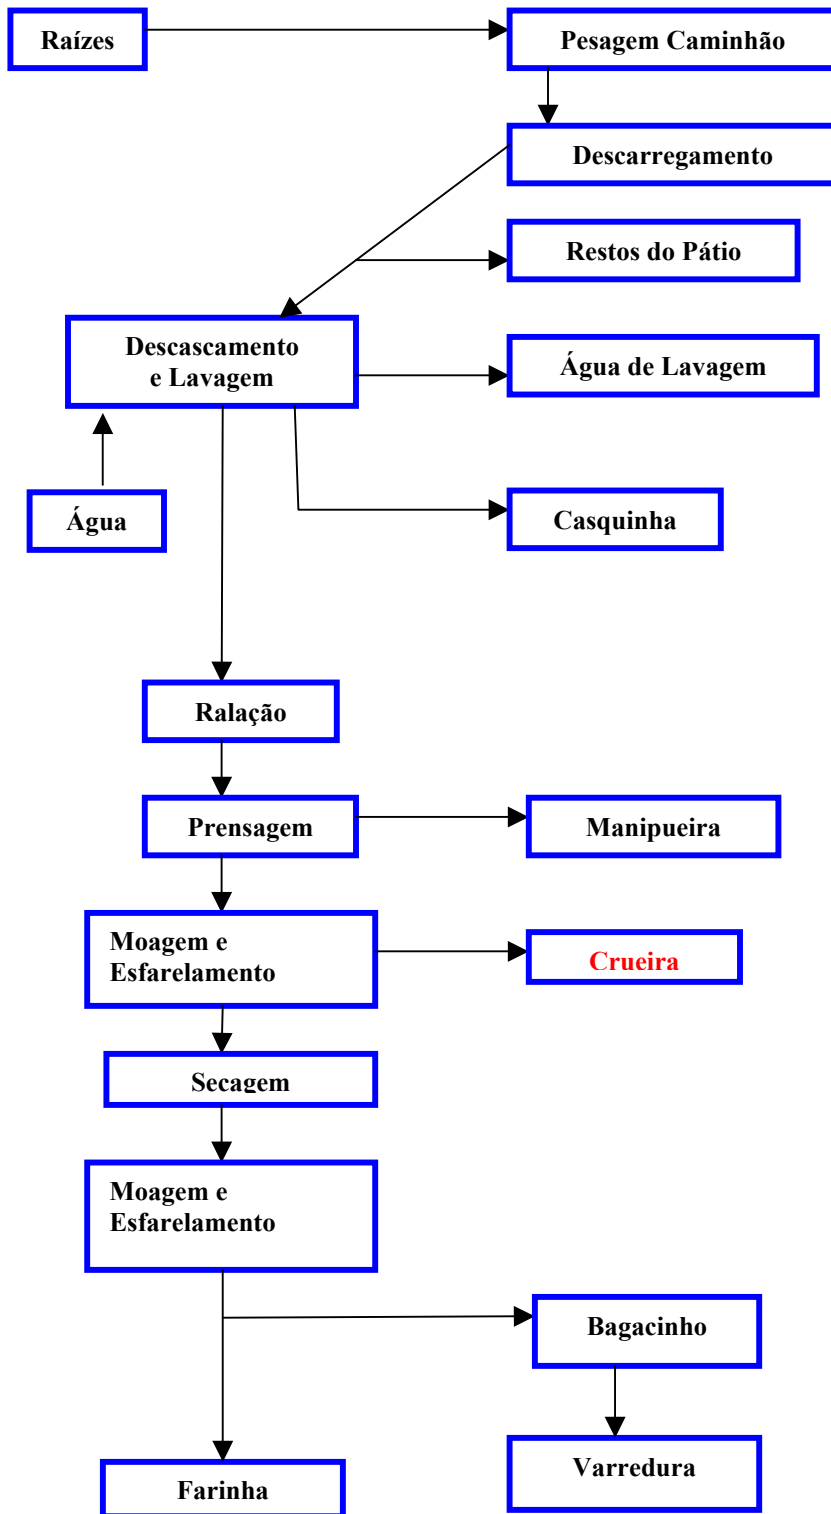 Raízes
Pesagem Caminhão
Descarregamento
Restos do Pátio
Descascamento
e Lavagem
Água de Lavagem
Água
Casquinha
Ralação
Prensagem
Manipueira
Moagem e
Esfarelamento
Crueira
Secagem
Moagem e
Esfarelamento
Bagacinho
Varredura
Farinha